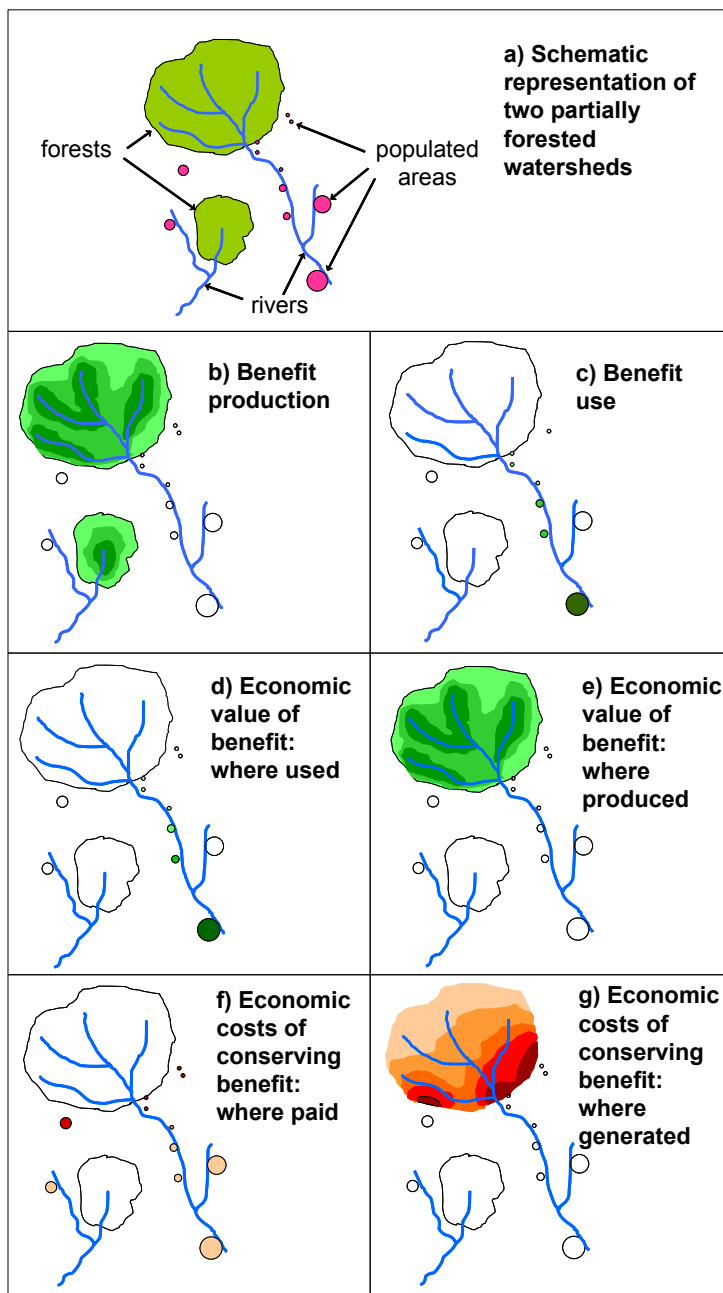 a) Schematic
representation of
two partially
forested
watersheds
forests
populated
areas
rivers
b) Benefit
production
c) Benefit
use
d) Economic
value of
benefit:
where used
e) Economic
value of
benefit:
where
produced
f) Economic
costs of
conserving
benefit:
where paid
g) Economic
costs of
conserving
benefit:
where
generated